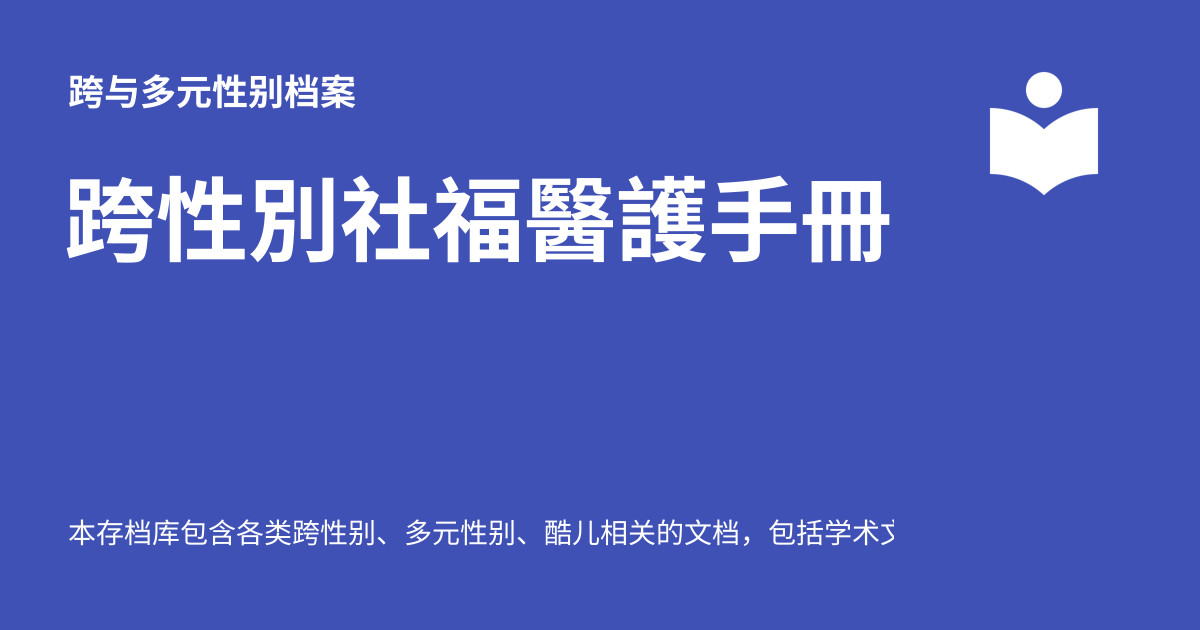 跨与多元性别档案
跨性別社福醫護手冊
本存档库包含各类跨性别、多元性别、酷儿相关的文档，包括学术